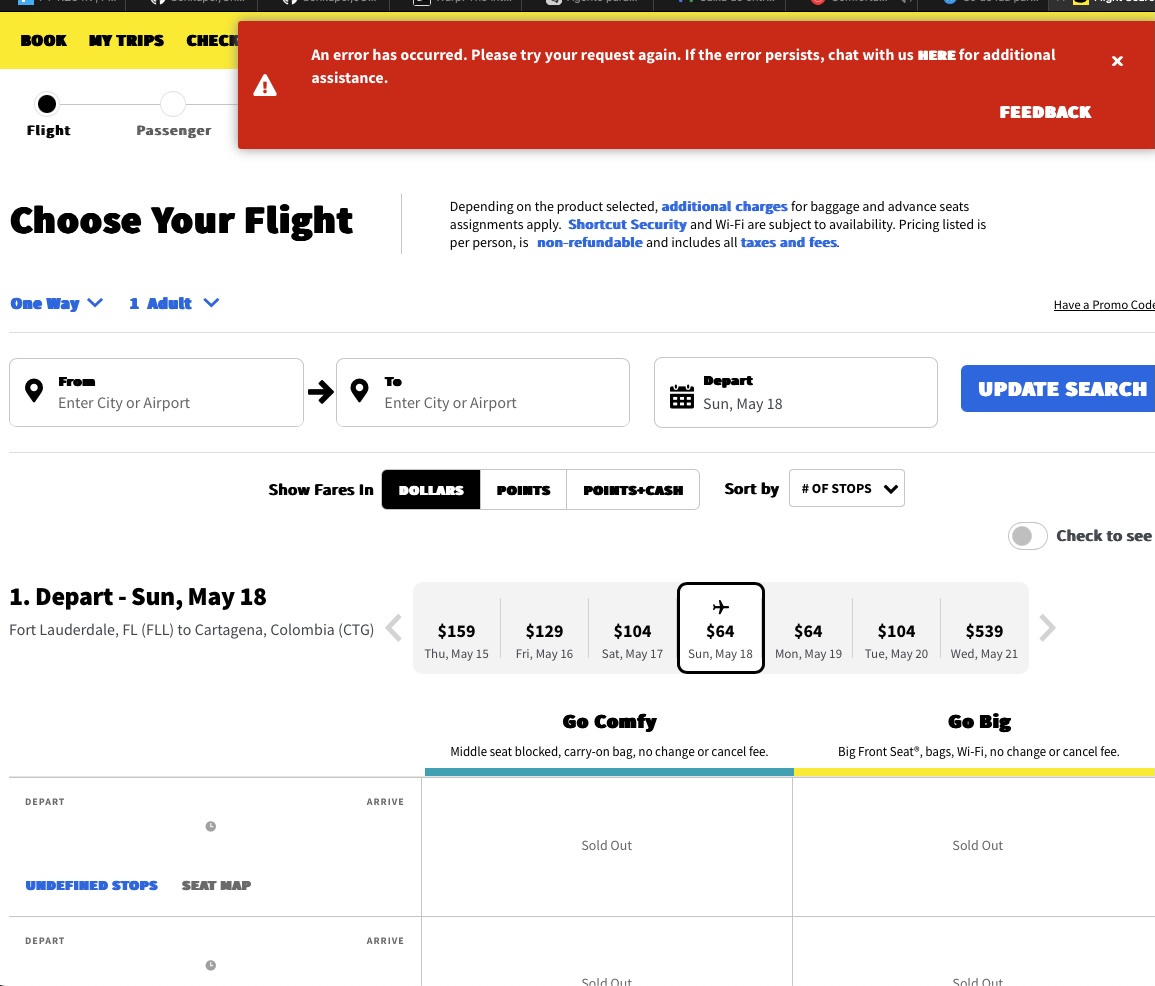 BOOK MY TRIPS CHECK
An error has occurred. Please try your request again. If the error persists, chat with us HERE for additional
assistance.
FEEDBACK
Flight Passenger
Choose Your Flight
Depending on the product selected, additional charges for baggage and advance seats
assignments apply. Shortcut Security and Wi-Fi are subject to availability. Pricing listed is
per person, is non-refundable and includes all taxes and fees.
One Way 1 Adult
Have a Promo Code
From
Enter City or Airport
To
Enter City or Airport
Depart
Sun, May 18
UPDATE SEARCH
Show Fares In DOLLARS POINTS POINTS+CASH Sort by # OF STOPS
Check to see
1. Depart - Sun, May 18
Fort Lauderdale, FL (FLL) to Cartagena, Colombia (CTG)
$159 $129 $104 $64 $64 $104 $539
Thu, May 15 Fri, May 16 Sat, May 17 Sun, May 18 Mon, May 19 Tue, May 20 Wed, May 21
Go Comfy Go Big
Middle seat blocked, carry-on bag, no change or cancel fee. Big Front Seat®, bags, Wi-Fi, no change or cancel fee.
DEPART ARRIVE
Sold Out Sold Out
UNDEFINED STOPS SEAT MAP
DEPART ARRIVE
Sold Out Sold Out